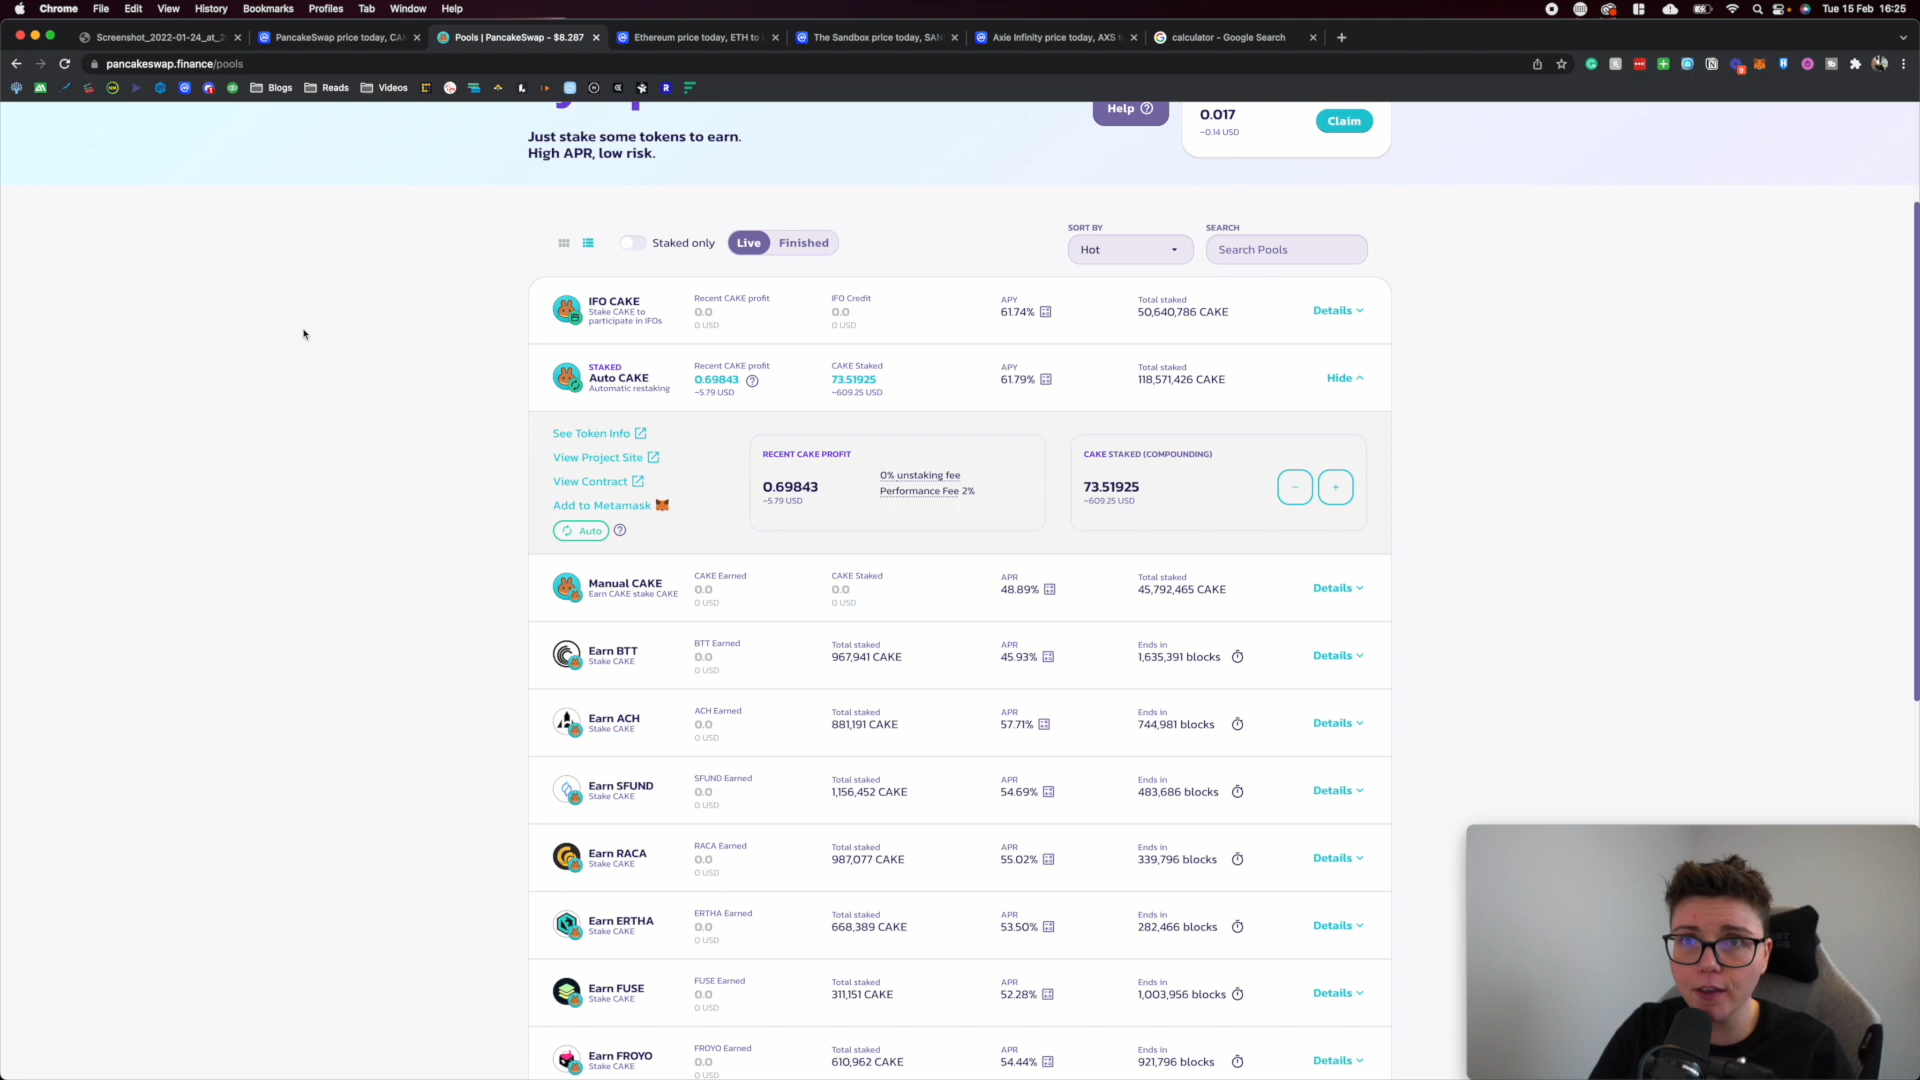 Chrome File Edit View History Bookmarks Profiles Tab Window Help
Tue 15 Feb 16:25
Screenshot_2022-01-24_at_2
PancakeSwap price today, CA
Pools | PancakeSwap - $8.287
Ethereum price today, ETH to
The Sandbox price today, SAN
Axie Infinity price today, AXS t
calculator - Google Search
pancakeswap.finance/pools
Blogs Reads Videos
Just stake some tokens to earn.
High APR, low risk.
Help
0.017
~0.14 USD
Claim
Staked only
Live
Finished
SORT BY
Hot
SEARCH
Search Pools
IFO CAKE
Stake CAKE to
participate in IFOs
Recent CAKE profit
0.0
0 USD
IFO Credit
0.0
0 USD
APY
61.74%
Total staked
50,640,786 CAKE
Details
STAKED
Auto CAKE
Automatic restaking
Recent CAKE profit
0.69843
~5.79 USD
CAKE Staked
73.51925
~609.25 USD
APY
61.79%
Total staked
118,571,426 CAKE
Hide
See Token Info
View Project Site
View Contract
Add to Metamask
Auto
RECENT CAKE PROFIT
0.69843
~5.79 USD
0% unstaking fee
Performance Fee 2%
CAKE STAKED (COMPOUNDING)
73.51925
~609.25 USD
Manual CAKE
Earn CAKE stake CAKE
CAKE Earned
0.0
0 USD
CAKE Staked
0.0
0 USD
APR
48.89%
Total staked
45,792,465 CAKE
Details
Earn BTT
Stake CAKE
BTT Earned
0.0
0 USD
Total staked
967,941 CAKE
APR
45.93%
Ends in
1,635,391 blocks
Details
Earn ACH
Stake CAKE
ACH Earned
0.0
0 USD
Total staked
881,191 CAKE
APR
57.71%
Ends in
744,981 blocks
Details
Earn SFUND
Stake CAKE
SFUND Earned
0.0
0 USD
Total staked
1,156,452 CAKE
APR
54.69%
Ends in
483,686 blocks
Details
Earn RACA
Stake CAKE
RACA Earned
0.0
0 USD
Total staked
987,077 CAKE
APR
55.02%
Ends in
339,796 blocks
Details
Earn ERTHA
Stake CAKE
ERTHA Earned
0.0
0 USD
Total staked
668,389 CAKE
APR
53.50%
Ends in
282,466 blocks
Details
Earn FUSE
Stake CAKE
FUSE Earned
0.0
0 USD
Total staked
311,151 CAKE
APR
52.28%
Ends in
1,003,956 blocks
Details
Earn FROYO
Stake CAKE
FROYO Earned
0.0
0 USD
Total staked
610,962 CAKE
APR
54.44%
Ends in
921,796 blocks
Details